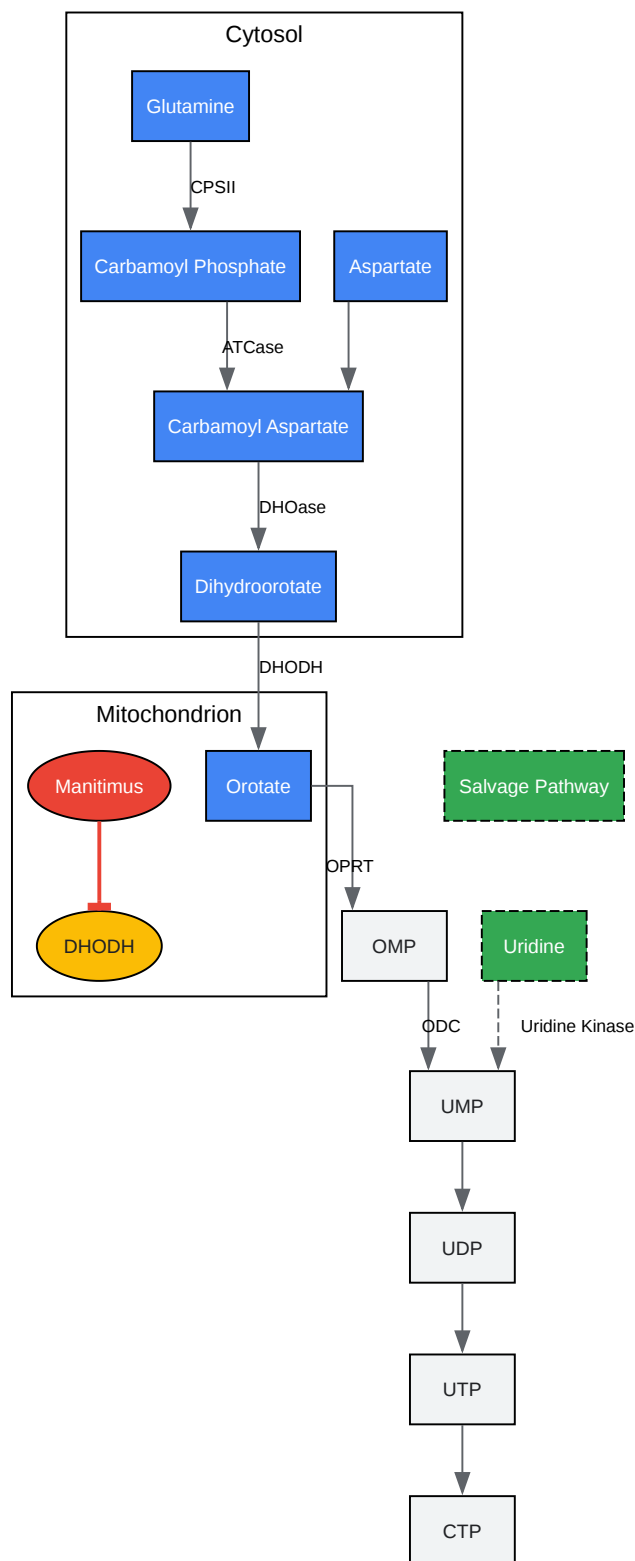 Cytosol
Glutamine
CPSII
Carbamoyl Phosphate
Aspartate
ATCase
Carbamoyl Aspartate
DHOase
Dihydroorotate
DHODH
Mitochondrion
Manitimus
Orotate
Salvage Pathway
OPRT
DHODH
OMP
Uridine
ODC
Uridine Kinase
UMP
UDP
UTP
CTP